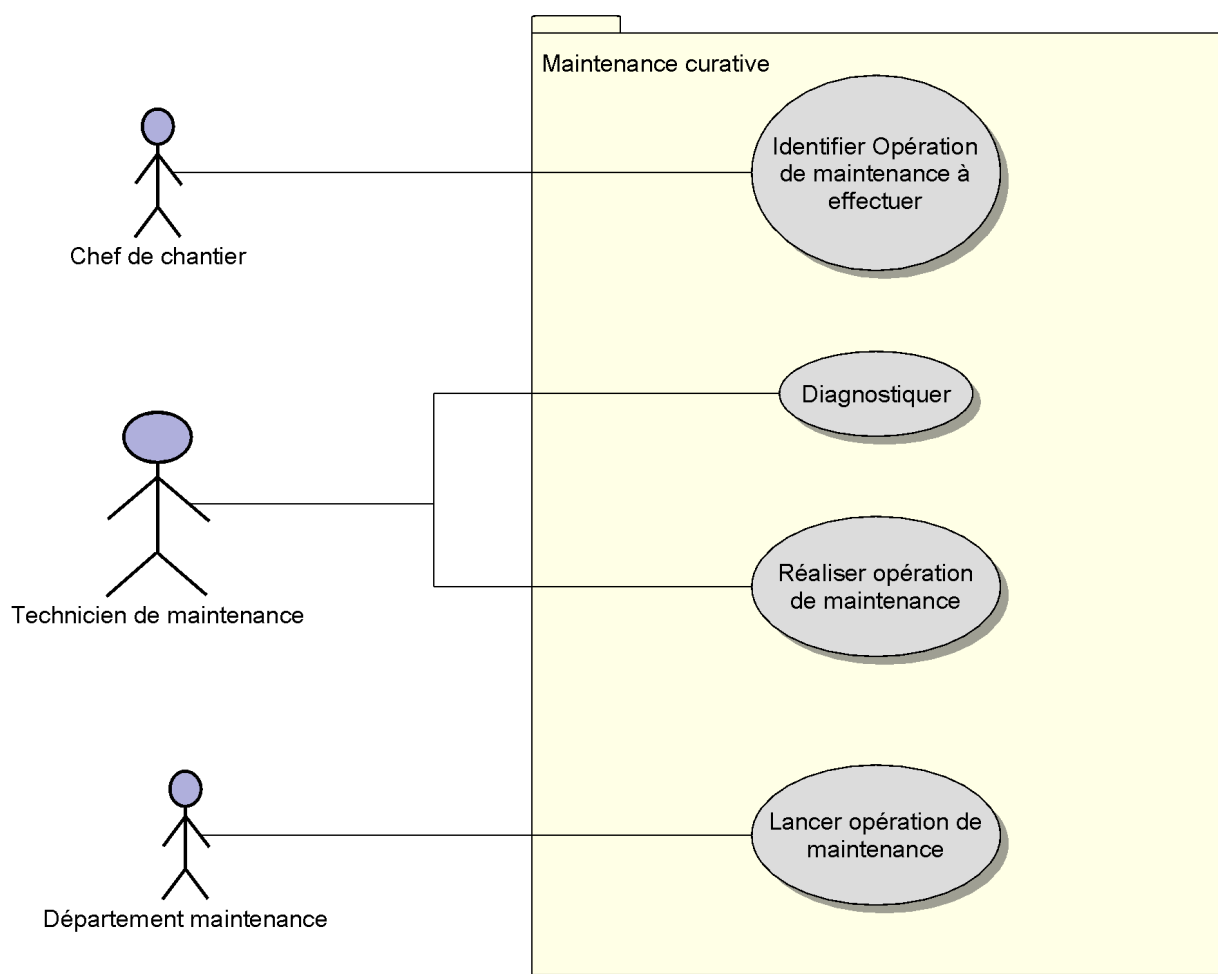 Maintenance curative
Identifier Opération
de maintenance à
effectuer
Chef de chantier
Diagnostiquer
Technicien de maintenance
Réaliser opération
de maintenance
Lancer opération de
maintenance
Département maintenance